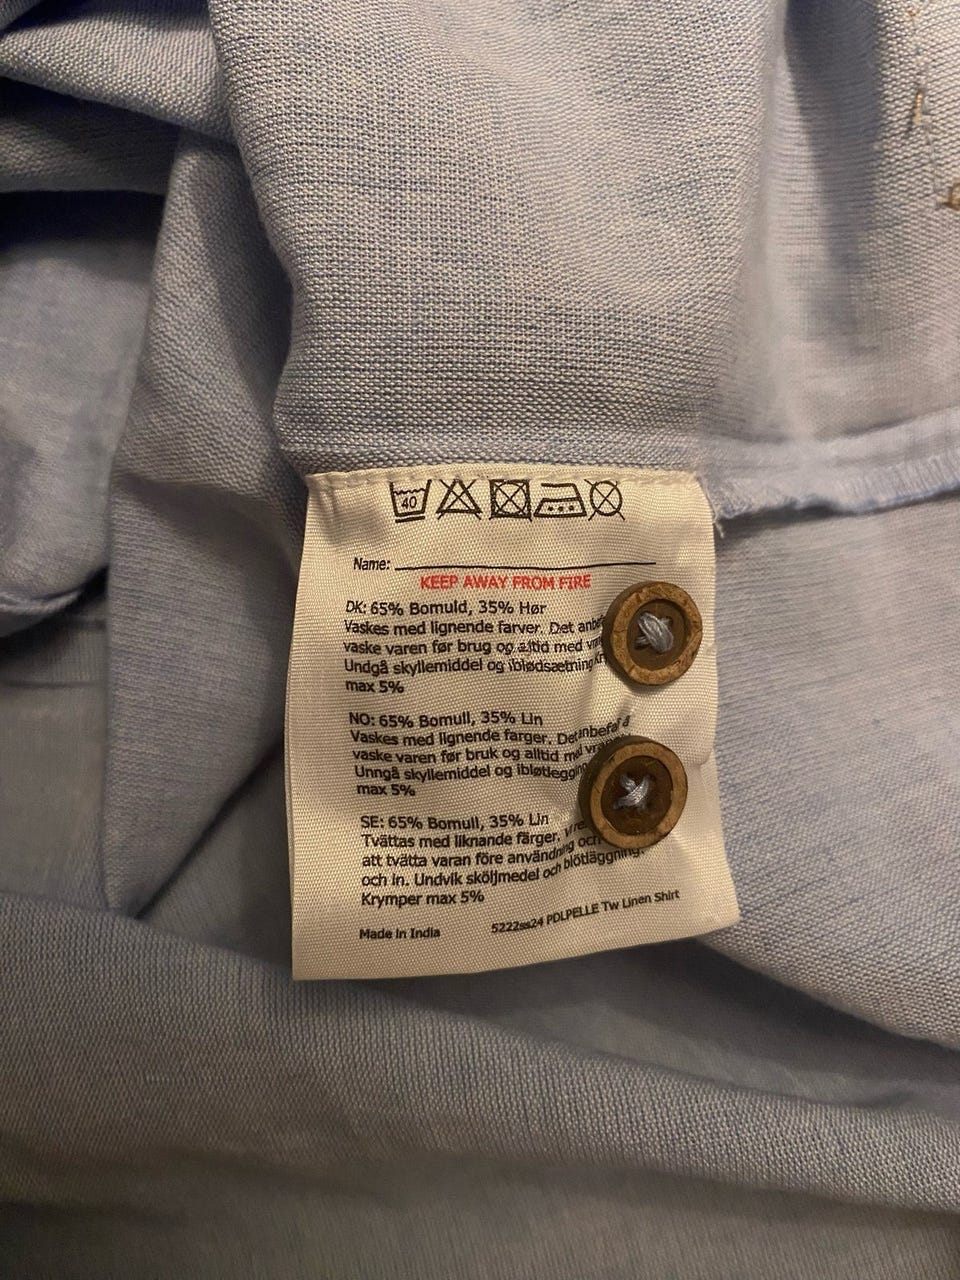 40
Name:
KEEP AWAY FROM FIRE
DK: 65% Bomuld, 35% Hør
Vaskes med lignende farver. Det
vaske varen før brug og altid med
Undgå skyllemiddel og iblødsætning
max 5%
NO: 65% Bomull, 35% Lin
Vaskes med lignende farger. Det anbefal å
vaske varen før bruk og alltid med
Unngå skyllemiddel og
max 5%
SE: 65% Bomull, 35% Lin
Tvättas med liknande färger.
att tvätta varan före användning och
och in. Undvik sköljmedel och blötläggning.
Krymper max 5%
Made in India
5222ss24 PDLPELLE Tw Linen Shirt